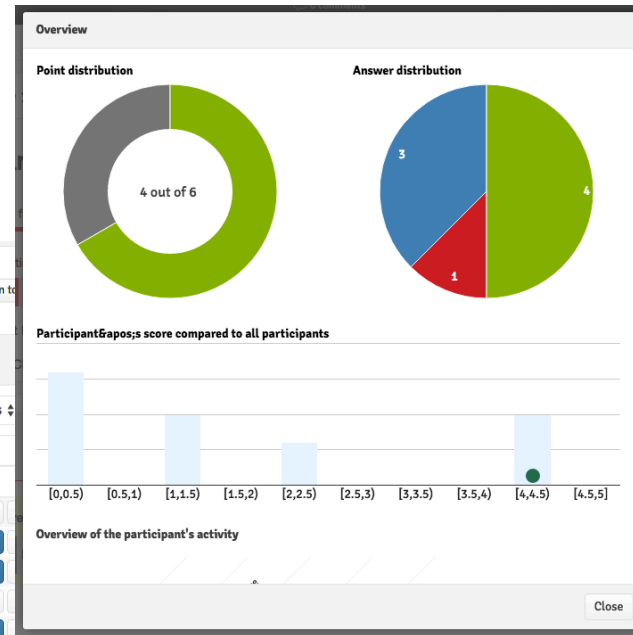 0 comments
Overview
Point distribution
Answer distribution
4 out of 6
3
4
1
Participant&apos;s score compared to all participants
[0,0.5) [0.5,1) [1,1.5) [1.5,2) [2,2.5) [2.5,3) [3,3.5) [3.5,4) [4,4.5) [4.5,5]
Overview of the participant's activity
Close